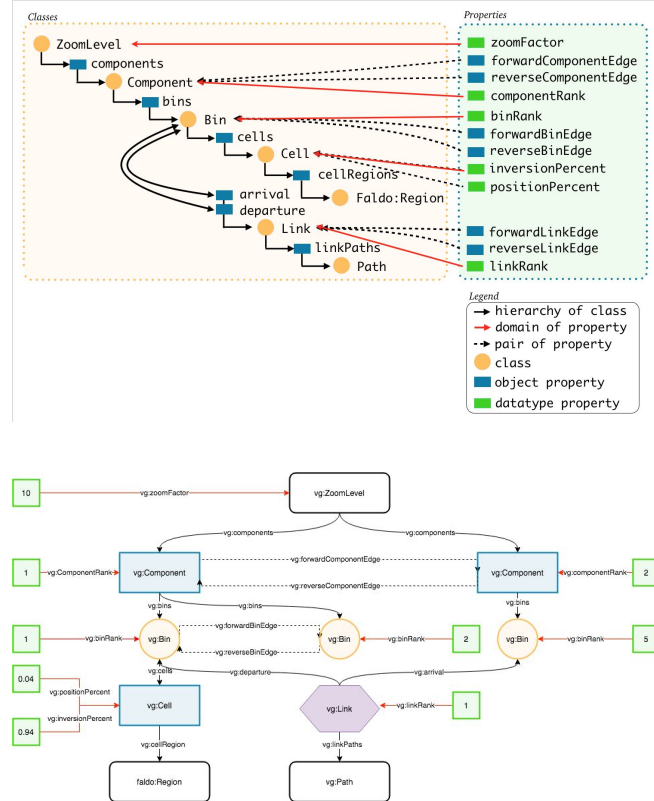 Classes
Properties
ZoomLevel
components
Component
bins
Bin
cells
Cell
cellRegions
Faldo:Region
arrival
departure
Link
linkPaths
Path
zoomFactor
forwardComponentEdge
reverseComponentEdge
componentRank
binRank
forwardBinEdge
reverseBinEdge
inversionPercent
positionPercent
forwardLinkEdge
reverseLinkEdge
linkRank
Legend
hierarchy of class
domain of property
pair of property
class
object property
datatype property
10
vg:zoomFactor
vg:ZoomLevel
vg:components
vg:components
1
vg:ComponentRank
vg:Component
vg:forwardComponentEdge
vg:reverseComponentEdge
vg:Component
vg:componentRank
2
vg:bins
vg:bins
vg:bins
1
vg:binRank
vg:Bin
vg:forwardBinEdge
vg:reverseBinEdge
vg:Bin
vg:binRank
2
vg:Bin
vg:binRank
5
vg:cells
vg:departure
vg:arrival
0.04
vg:positionPercent
vg:inversionPercent
0.94
vg:Cell
vg:Link
vg:linkRank
1
vg:cellRegion
vg:linkPaths
faldo:Region
vg:Path